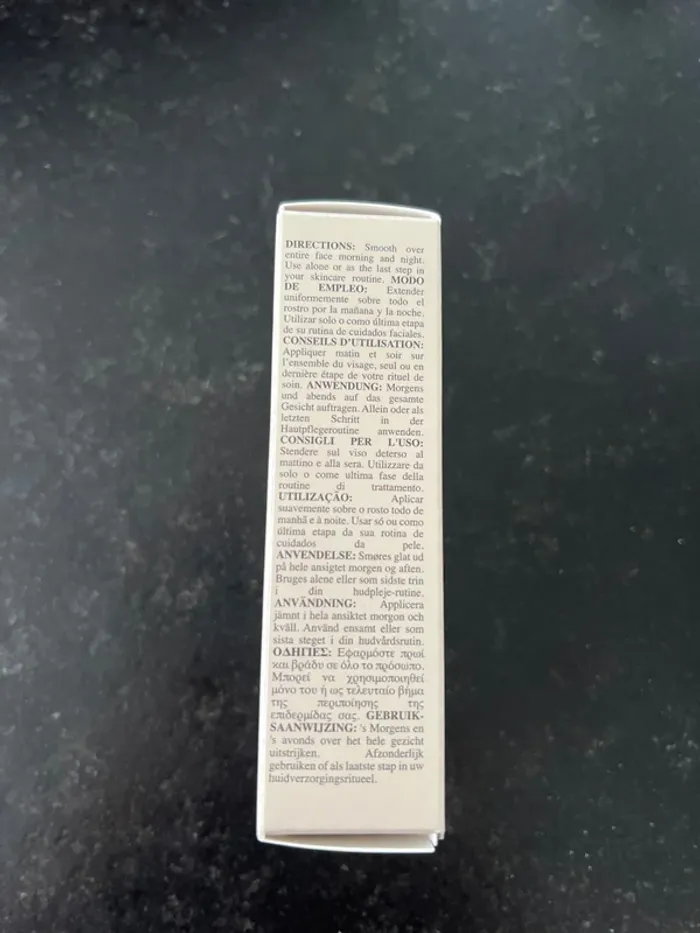 DIRECTIONS: Smooth over
entire face morning and night.
Use alone or as the last step in
your skincare routine. MODO
DE EMPLEO: Extender
uniformemente sobre todo el
rostro por la mañana y la noche.
Utilizar solo o como última etapa
de su rutina de cuidados faciales.
CONSEILS D'UTILISATION:
Appliquer matin et soir sur
l'ensemble du visage, seul ou en
dernière étape de votre rituel de
soin. ANWENDUNG: Morgens
und abends auf das gesamte
Gesicht auftragen. Allein oder als
letzten Schritt in der
Hautpflegeroutine anwenden.
CONSIGLI PER L'USO:
Stendere sul viso deterso al
mattino e alla sera. Utilizzare da
solo o come ultima fase della
routine di trattamento.
UTILIZAÇÃO: Aplicar
suavemente sobre o rosto todo de
manhã e à noite. Usar só ou como
última etapa da sua rotina de
cuidados da pele.
ANVENDELSE: Smøres glat ud
på hele ansigtet morgen og aften.
Bruges alene eller som sidste trin
i din hudpleje-rutine.
ANVÄNDNING: Applicera
jämnt i hela ansiktet morgon och
kväll. Använd ensamt eller som
sista steget i din hudvårdsrutin.
ΟΔΗΓΙΕΣ: Εφαρμόστε πρωί
και βράδυ σε όλο το πρόσωπο.
Μπορεί να χρησιμοποιηθεί
μόνο του ή ως τελευταίο βήμα
της περιποίησης της
επιδερμίδας σας. GEBRUIK-
SAANWIJZING: 's Morgens en
's avonds over het hele gezicht
uitstrijken. Afzonderlijk
gebruiken of als laatste stap in uw
huidverzorgingsritueel.